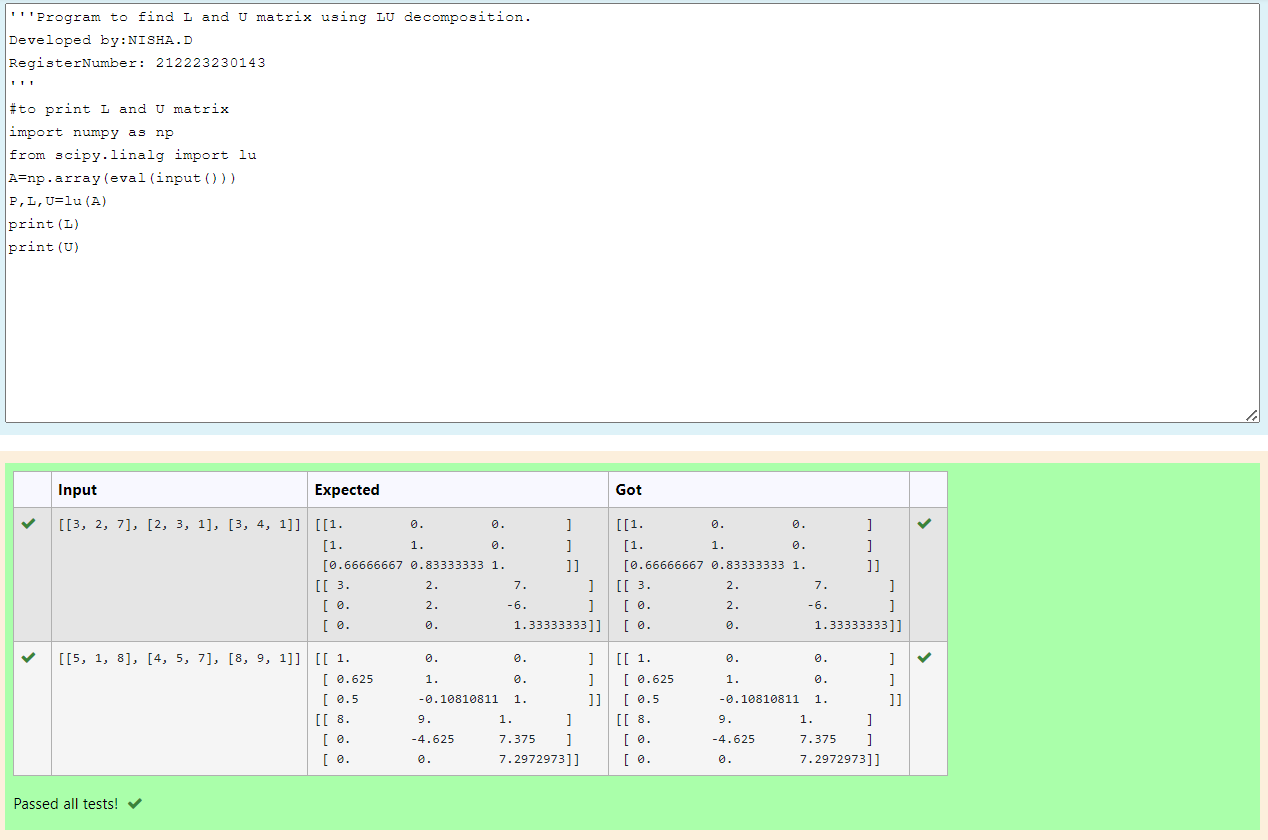 '''Program to find L and U matrix using LU decomposition.
Developed by:NISHA.D
RegisterNumber: 212223230143
'''
#to print L and U matrix
import numpy as np
from scipy.linalg import lu
A=np.array(eval(input()))
P,L,U=lu(A)
print(L)
print(U)
Input Expected Got
[[3, 2, 7], [2, 3, 1], [3, 4, 1]] [[1. 0. 0. ] [[1. 0. 0. ]
[1. 1. 0. ] [1. 1. 0. ]
[0.66666667 0.83333333 1. ]] [0.66666667 0.83333333 1. ]]
[[ 3. 2. 7. ] [[ 3. 2. 7. ]
[ 0. 2. -6. ] [ 0. 2. -6. ]
[ 0. 0. 1.33333333]] [ 0. 0. 1.33333333]]
[[5, 1, 8], [4, 5, 7], [8, 9, 1]] [[ 1. 0. 0. ] [[ 1. 0. 0. ]
[ 0.625 1. 0. ] [ 0.625 1. 0. ]
[ 0.5 -0.10810811 1. ]] [ 0.5 -0.10810811 1. ]]
[[ 8. 9. 1. ] [[ 8. 9. 1. ]
[ 0. -4.625 7.375 ] [ 0. -4.625 7.375 ]
[ 0. 0. 7.2972973]] [ 0. 0. 7.2972973]]
Passed all tests!